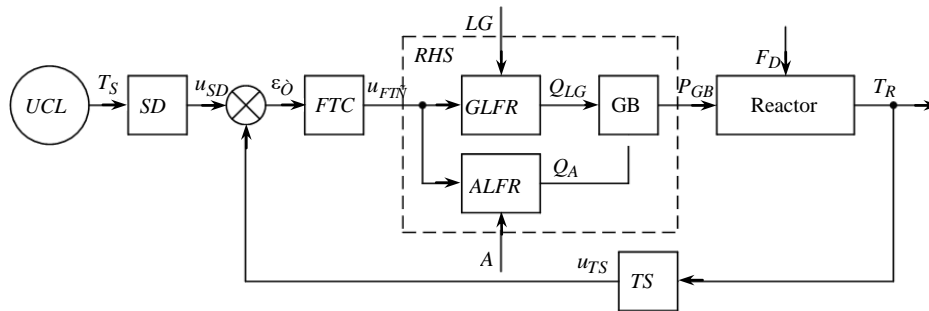 LG
RHS
F_D
UCL
T_S
SD
u_SD
ε_Ò
FTC
u_FTN
GLFR
Q_LG
GB
P_GB
Reactor
T_R
ALFR
Q_A
A
u_TS
TS